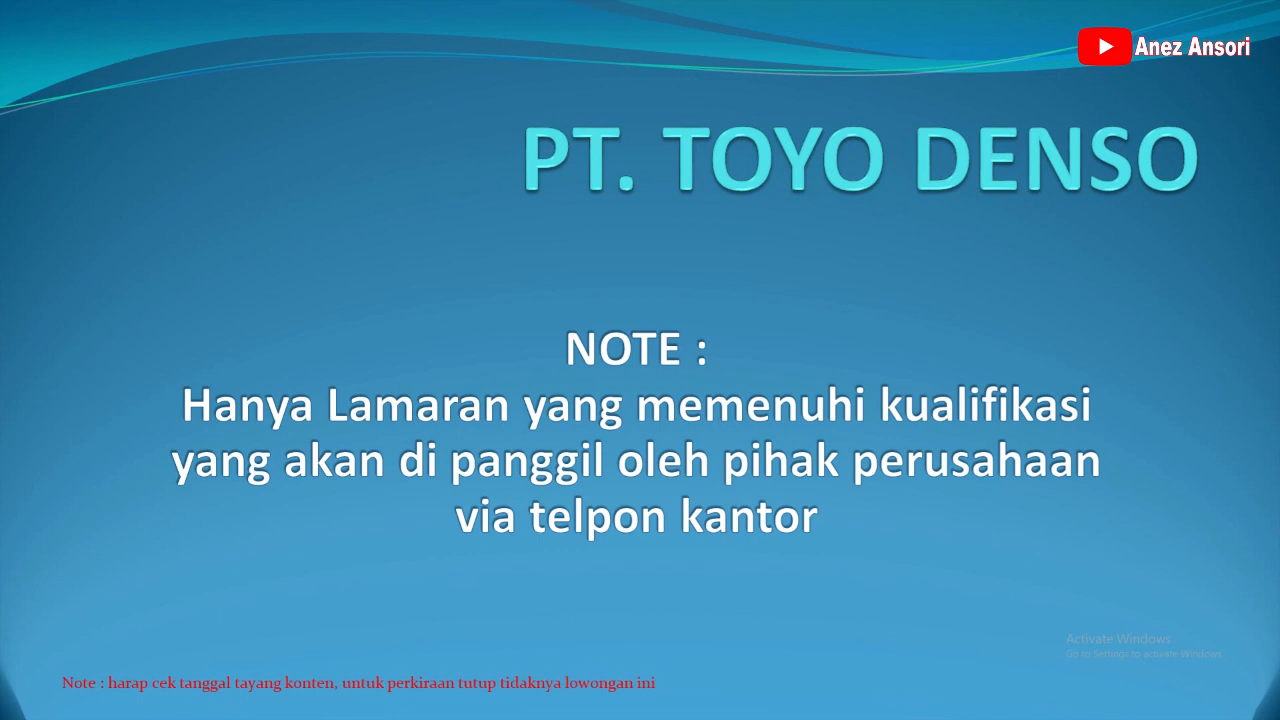 Anez Ansori
PT. TOYO DENSO
NOTE :
Hanya Lamaran yang memenuhi kualifikasi
yang akan di panggil oleh pihak perusahaan
via telpon kantor
Activate Windows
Go to Settings to activate Windows.
Note : harap cek tanggal tayang konten, untuk perkiraan tutup tidaknya lowongan ini